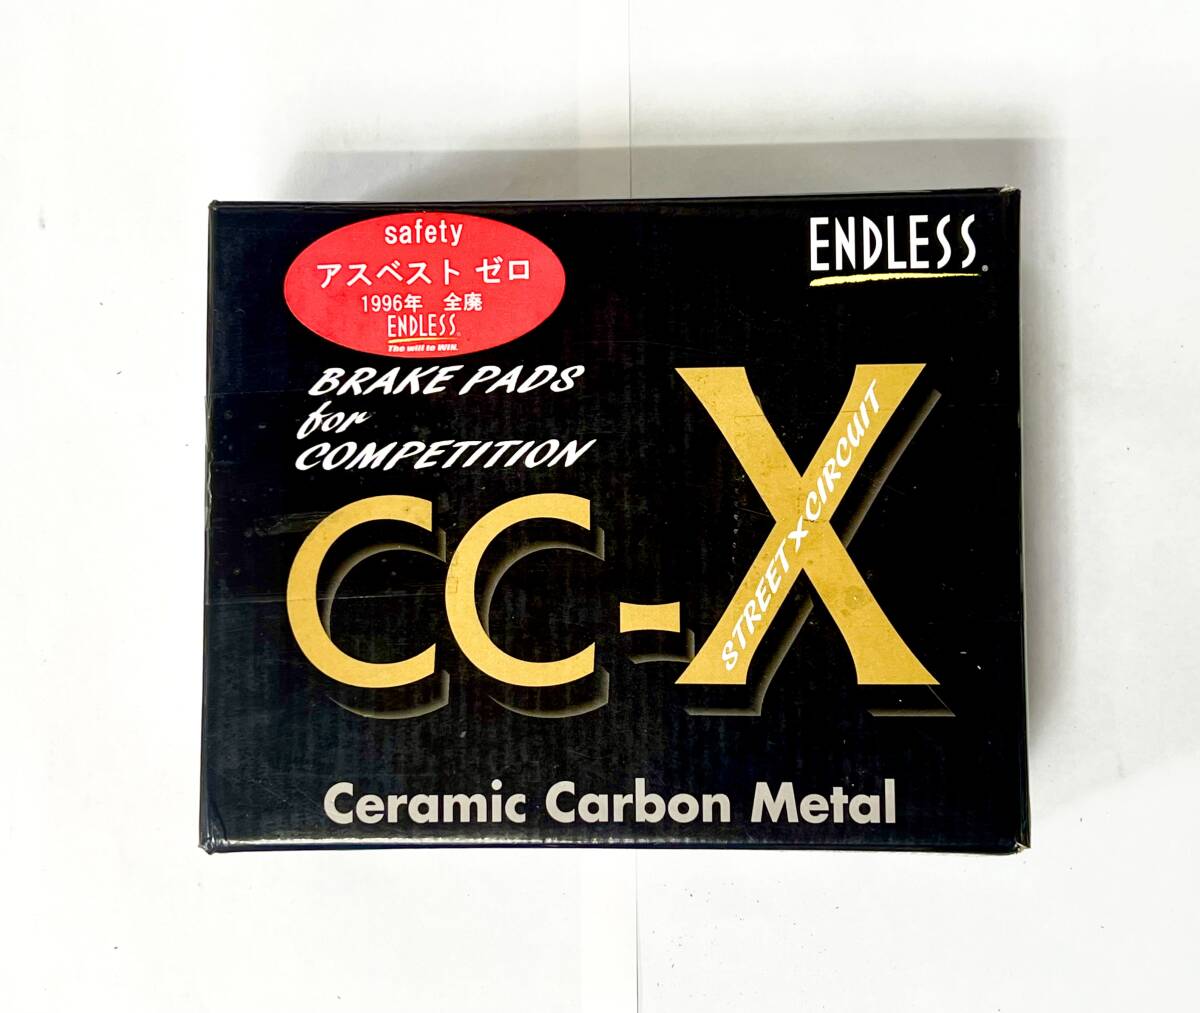 safety
アスベスト ゼロ
1996年 全廃
ENDLESS
The will to WIN.
ENDLESS
BRAKE PADS
for
COMPETITION
CC-X
STREET X CIRCUIT
Ceramic Carbon Metal